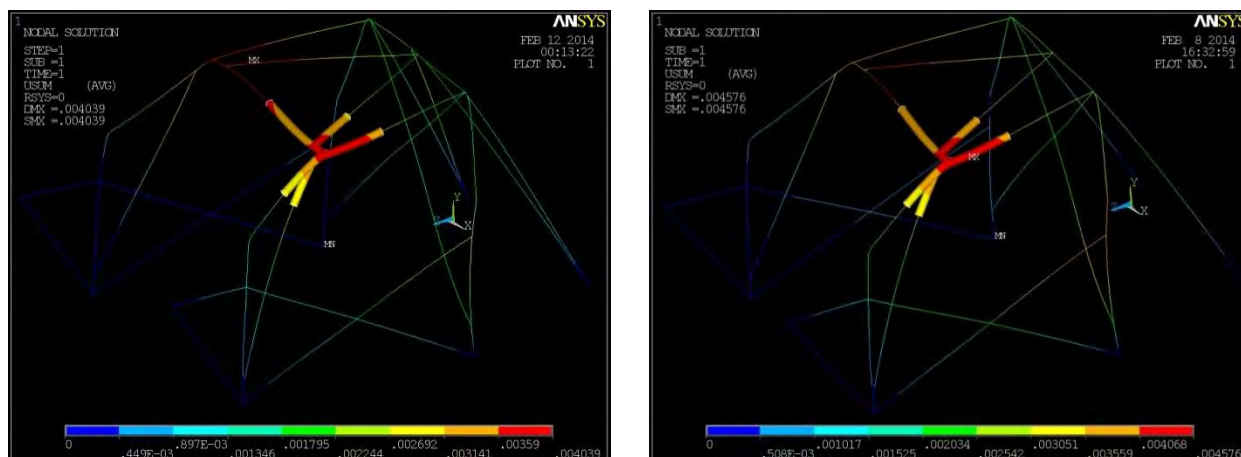 1
ANSYS
NODAL SOLUTION
FEB 12 2014
00:13:22
PLOT NO. 1
STEP=1
SUB =1
TIME=1
USUM (AVG)
RSYS=0
DMX =.004039
SMX =.004039
MX
Y
Z
X
MN
0
.449E-03
.897E-03
.001346
.001795
.002244
.002692
.003141
.00359
.004039
1
ANSYS
NODAL SOLUTION
FEB 8 2014
16:32:59
PLOT NO. 1
SUB =1
TIME=1
USUM (AVG)
RSYS=0
DMX =.004576
SMX =.004576
MX
Y
Z
X
MN
0
.508E-03
.001017
.001525
.002034
.002542
.003051
.003559
.004068
.004576